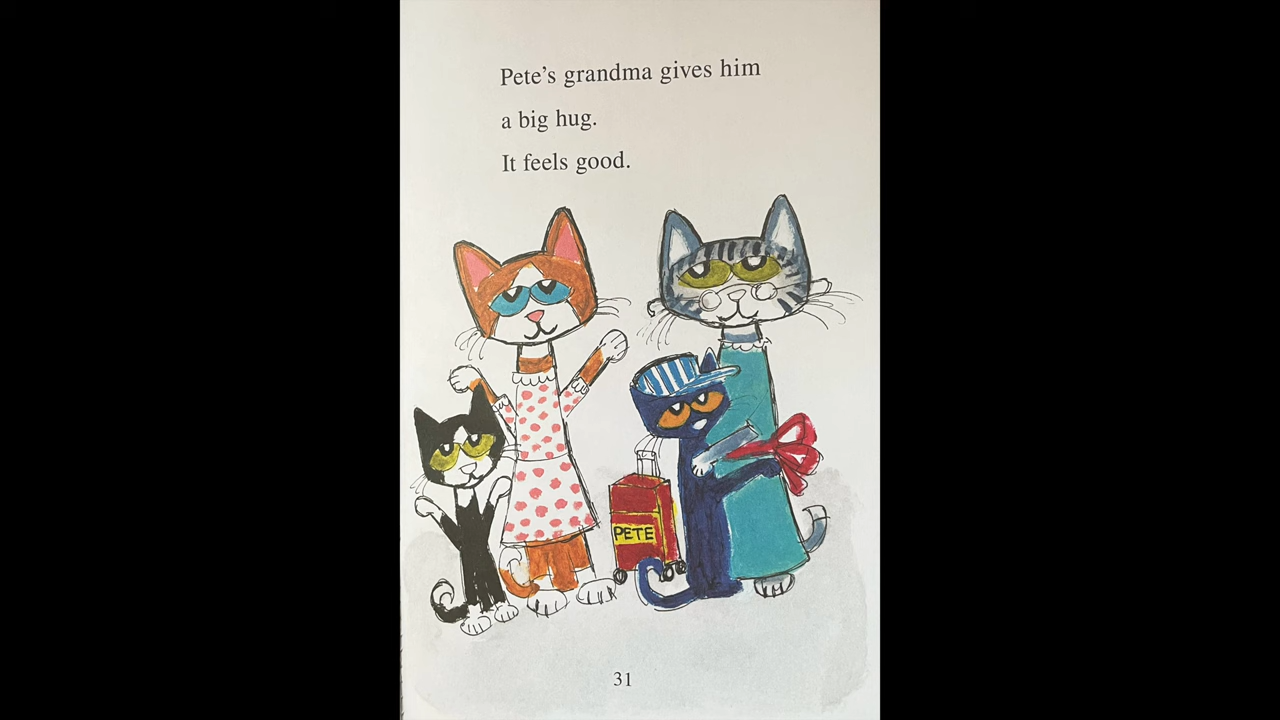 Pete’s grandma gives him
a big hug.
It feels good.
PETE
31